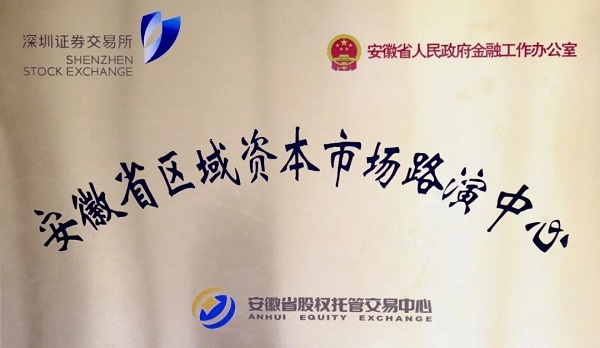 深圳证券交易所
SHENZHEN
STOCK EXCHANGE
安徽省人民政府金融工作办公室
安徽省区域资本市场路演中心
安徽省股权托管交易中心
ANHUI EQUITY EXCHANGE